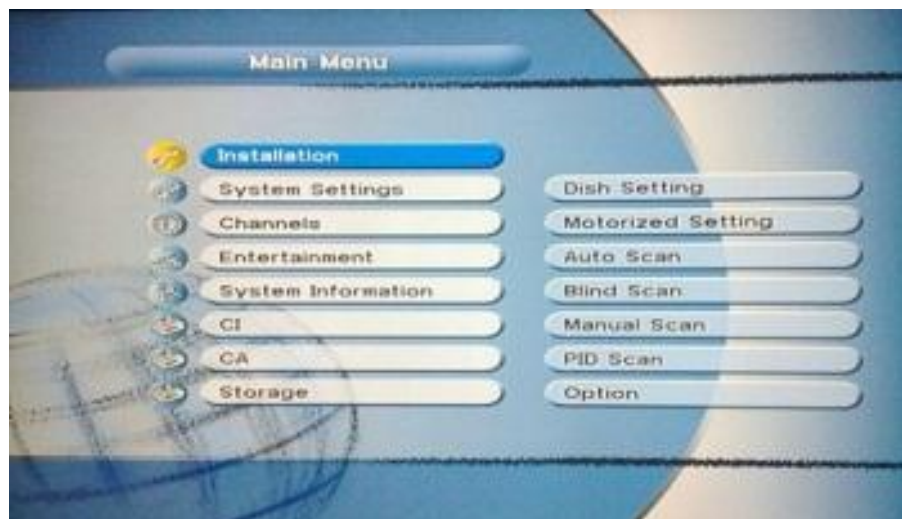 Main Menu
Installation
System Settings
Channels
Entertainment
System Information
CI
CA
Storage
Dish Setting
Motorized Setting
Auto Scan
Blind Scan
Manual Scan
PID Scan
Option